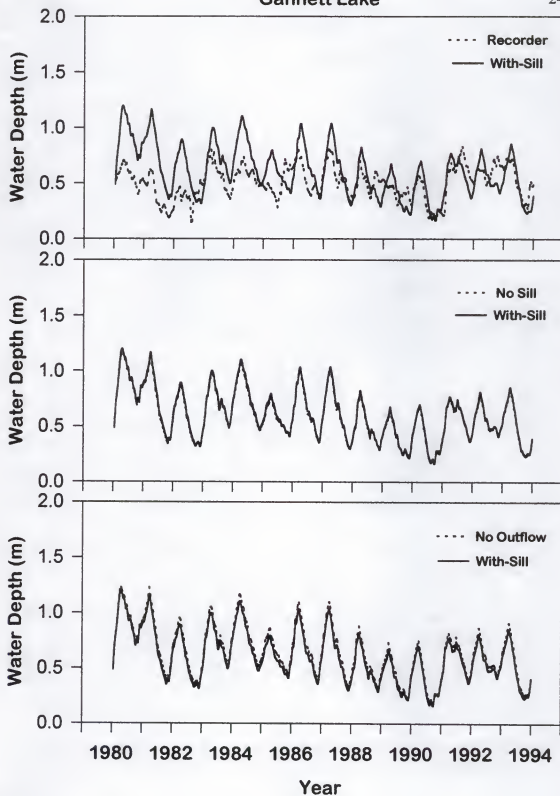 Gannett Lake
2.0
Recorder
With-Sill
1.5
1.0
0.5
0.0
Water Depth (m)
2.0
No Sill
With-Sill
1.5
1.0
0.5
0.0
Water Depth (m)
2.0
No Outflow
With-Sill
1.5
1.0
0.5
0.0
Water Depth (m)
1980 1982 1984 1986 1988 1990 1992 1994
Year